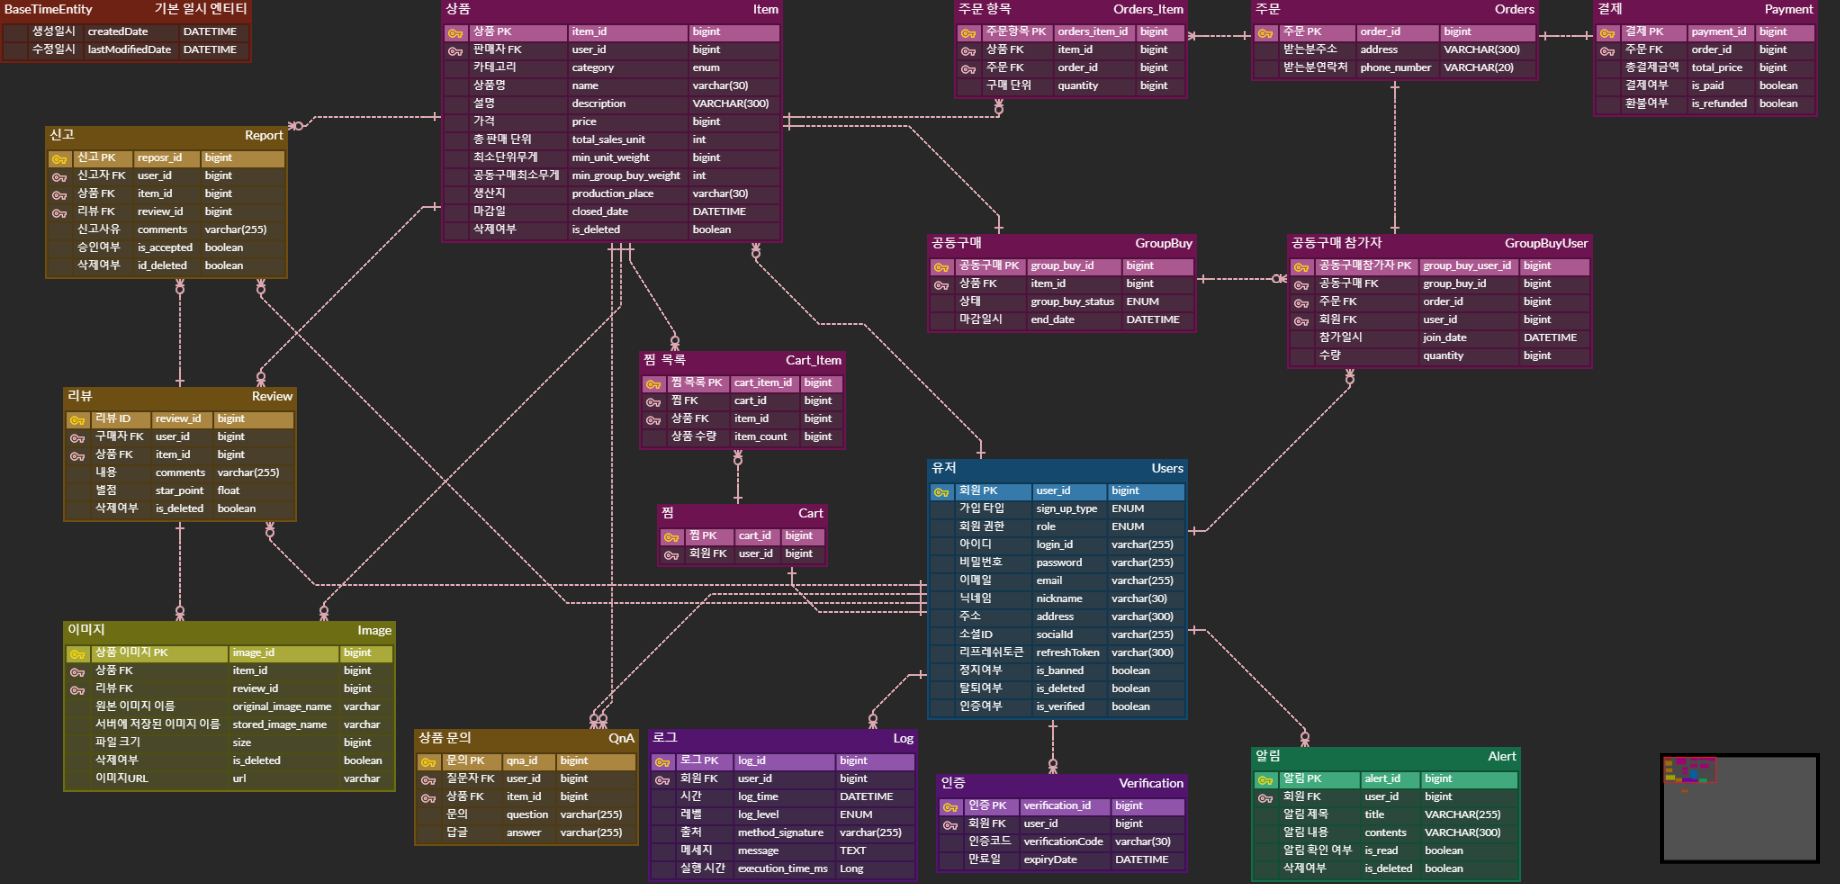 BaseTimeEntity 기본 일시 엔티티
생성일시 createdDate DATETIME
수정일시 lastModifiedDate DATETIME
상품 Item
상품 PK item_id bigint
판매자 FK user_id bigint
카테고리 category enum
상품명 name varchar(30)
설명 description VARCHAR(300)
가격 price bigint
총 판매 단위 total_sales_unit int
최소단위무게 min_unit_weight bigint
공동구매최소무게 min_group_buy_weight int
생산지 production_place varchar(30)
마감일 closed_date DATETIME
삭제여부 is_deleted boolean
주문 항목 Orders_Item
주문항목 PK orders_item_id bigint
상품 FK item_id bigint
주문 FK order_id bigint
구매 단위 quantity bigint
주문 Orders
주문 PK order_id bigint
받는분주소 address VARCHAR(300)
받는분연락처 phone_number VARCHAR(20)
결제 Payment
결제 PK payment_id bigint
주문 FK order_id bigint
총결제금액 total_price bigint
결제여부 is_paid boolean
환불여부 is_refunded boolean
신고 Report
신고 PK reposr_id bigint
신고자 FK user_id bigint
상품 FK item_id bigint
리뷰 FK review_id bigint
신고사유 comments varchar(255)
승인여부 is_accepted boolean
삭제여부 id_deleted boolean
공동구매 GroupBuy
공동구매 PK group_buy_id bigint
상품 FK item_id bigint
상태 group_buy_status ENUM
마감일시 end_date DATETIME
공동구매 참가자 GroupBuyUser
공동구매참가자 PK group_buy_user_id bigint
공동구매 FK group_buy_id bigint
주문 FK order_id bigint
회원 FK user_id bigint
참가일시 join_date DATETIME
수량 quantity bigint
찜 목록 Cart_Item
찜 목록 PK cart_item_id bigint
찜 FK cart_id bigint
상품 FK item_id bigint
상품 수량 item_count bigint
리뷰 Review
리뷰 ID review_id bigint
구매자 FK user_id bigint
상품 FK item_id bigint
내용 comments varchar(255)
별점 star_point float
삭제여부 is_deleted boolean
찜 Cart
찜 PK cart_id bigint
회원 FK user_id bigint
유저 Users
회원 PK user_id bigint
가입 타입 sign_up_type ENUM
회원 권한 role ENUM
아이디 login_id varchar(255)
비밀번호 password varchar(255)
이메일 email varchar(255)
닉네임 nickname varchar(30)
주소 address varchar(300)
소셜ID socialId varchar(255)
리프레쉬토큰 refreshToken varchar(300)
정지여부 is_banned boolean
탈퇴여부 is_deleted boolean
인증여부 is_verified boolean
이미지 Image
상품 이미지 PK image_id bigint
상품 FK item_id bigint
리뷰 FK review_id bigint
원본 이미지 이름 original_image_name varchar
서버에 저장된 이미지 이름 stored_image_name varchar
파일 크기 size bigint
삭제여부 is_deleted boolean
이미지URL url varchar
상품 문의 QnA
문의 PK qna_id bigint
질문자 FK user_id bigint
상품 FK item_id bigint
문의 question varchar(255)
답글 answer varchar(255)
로그 Log
로그 PK log_id bigint
회원 FK user_id bigint
시간 log_time DATETIME
레벨 log_level ENUM
출처 method_signature varchar(255)
메세지 message TEXT
실행 시간 execution_time_ms Long
인증 Verification
인증 PK verification_id bigint
회원 FK user_id bigint
인증코드 verificationCode varchar(30)
만료일 expiryDate DATETIME
알림 Alert
알림 PK alert_id bigint
회원 FK user_id bigint
알림 제목 title VARCHAR(255)
알림 내용 contents VARCHAR(300)
알림 확인 여부 is_read boolean
삭제여부 is_deleted boolean